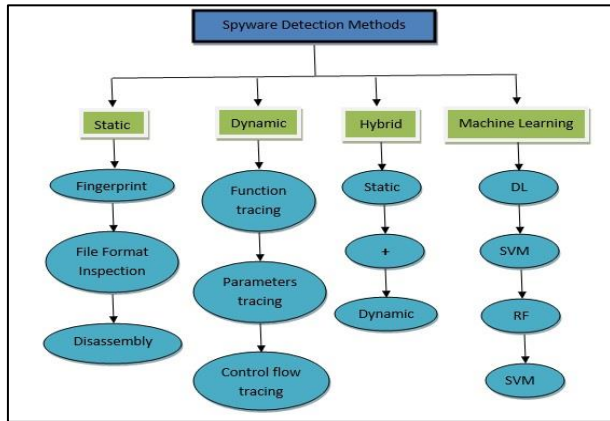 Spyware Detection Methods
Static
Dynamic
Hybrid
Machine Learning
Fingerprint
File Format
Inspection
Disassembly
Function
tracing
Parameters
tracing
Control flow
tracing
Static
+
Dynamic
DL
SVM
RF
SVM